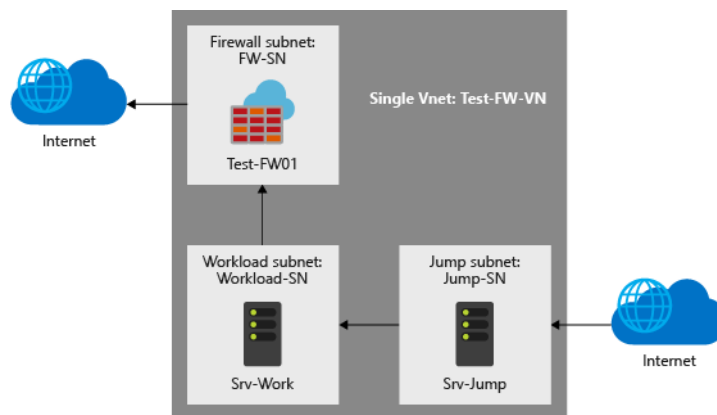 Firewall subnet:
FW-SN
Single Vnet: Test-FW-VN
Internet
Test-FW01
Workload subnet:
Workload-SN
Jump subnet:
Jump-SN
Srv-Work
Srv-Jump
Internet